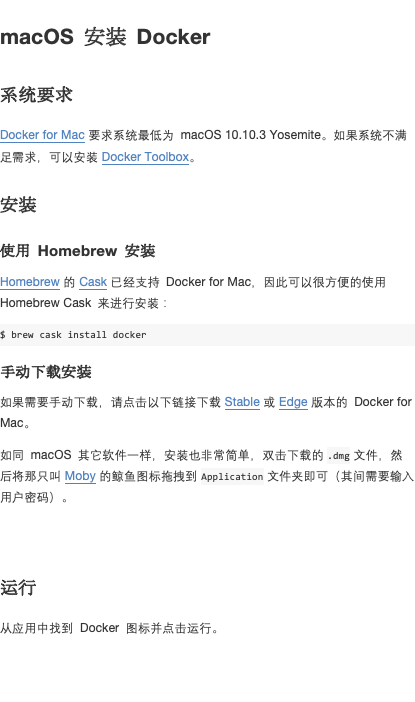 macOS 安装 Docker
系统要求
Docker for Mac 要求系统最低为 macOS 10.10.3 Yosemite。如果系统不满
足需求，可以安装 Docker Toolbox。
安装
使用 Homebrew 安装
Homebrew 的 Cask 已经支持 Docker for Mac，因此可以很方便的使用
Homebrew Cask 来进行安装：
$ brew cask install docker
手动下载安装
如果需要手动下载，请点击以下链接下载 Stable 或 Edge 版本的 Docker for
Mac。
如同 macOS 其它软件一样，安装也非常简单，双击下载的 .dmg 文件，然
后将那只叫 Moby 的鲸鱼图标拖拽到 Application 文件夹即可（其间需要输入
用户密码）。
运行
从应用中找到 Docker 图标并点击运行。